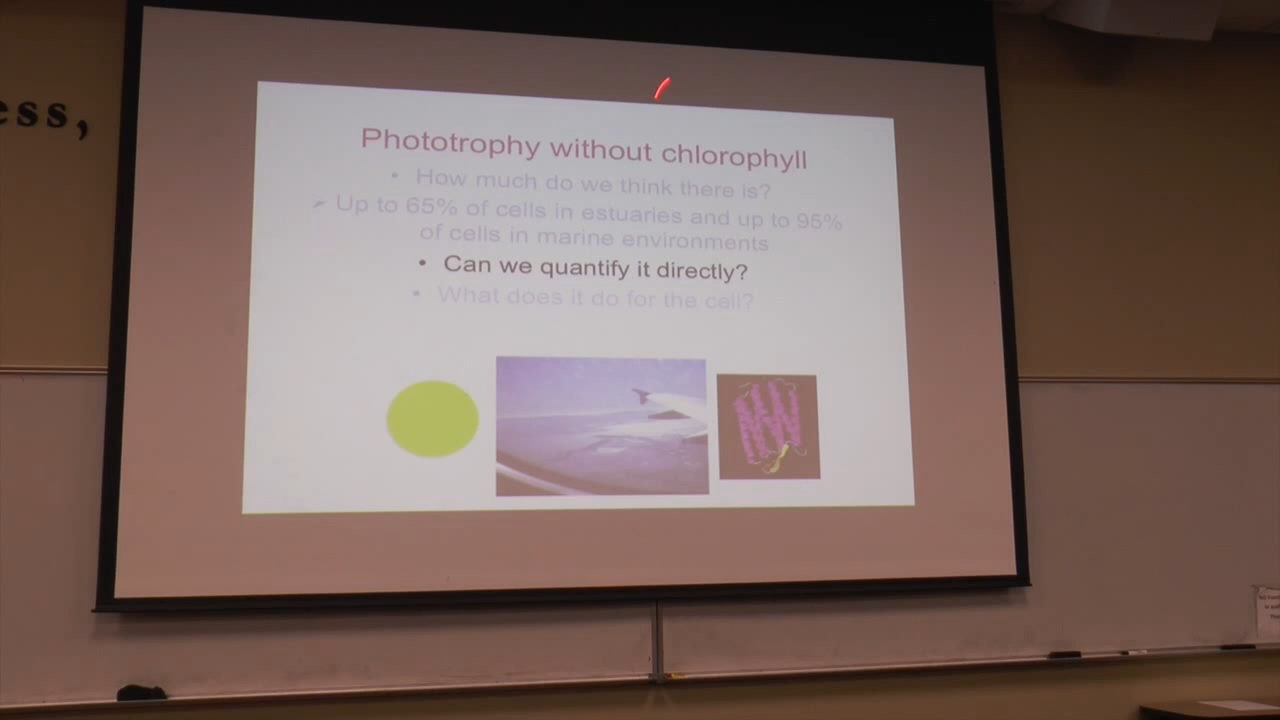 ess,
Phototrophy without chlorophyll
• How much do we think there is?
➢ Up to 65% of cells in estuaries and up to 95%
of cells in marine environments
• Can we quantify it directly?
• What does it do for the cell?